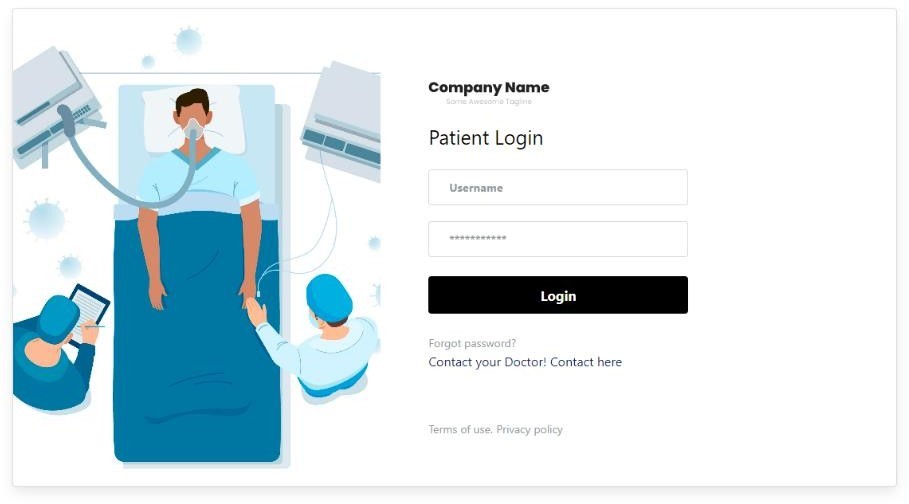 Company Name
Some Awesome Tagline
Patient Login
Username
***********
Login
Forgot password?
Contact your Doctor! Contact here
Terms of use. Privacy policy